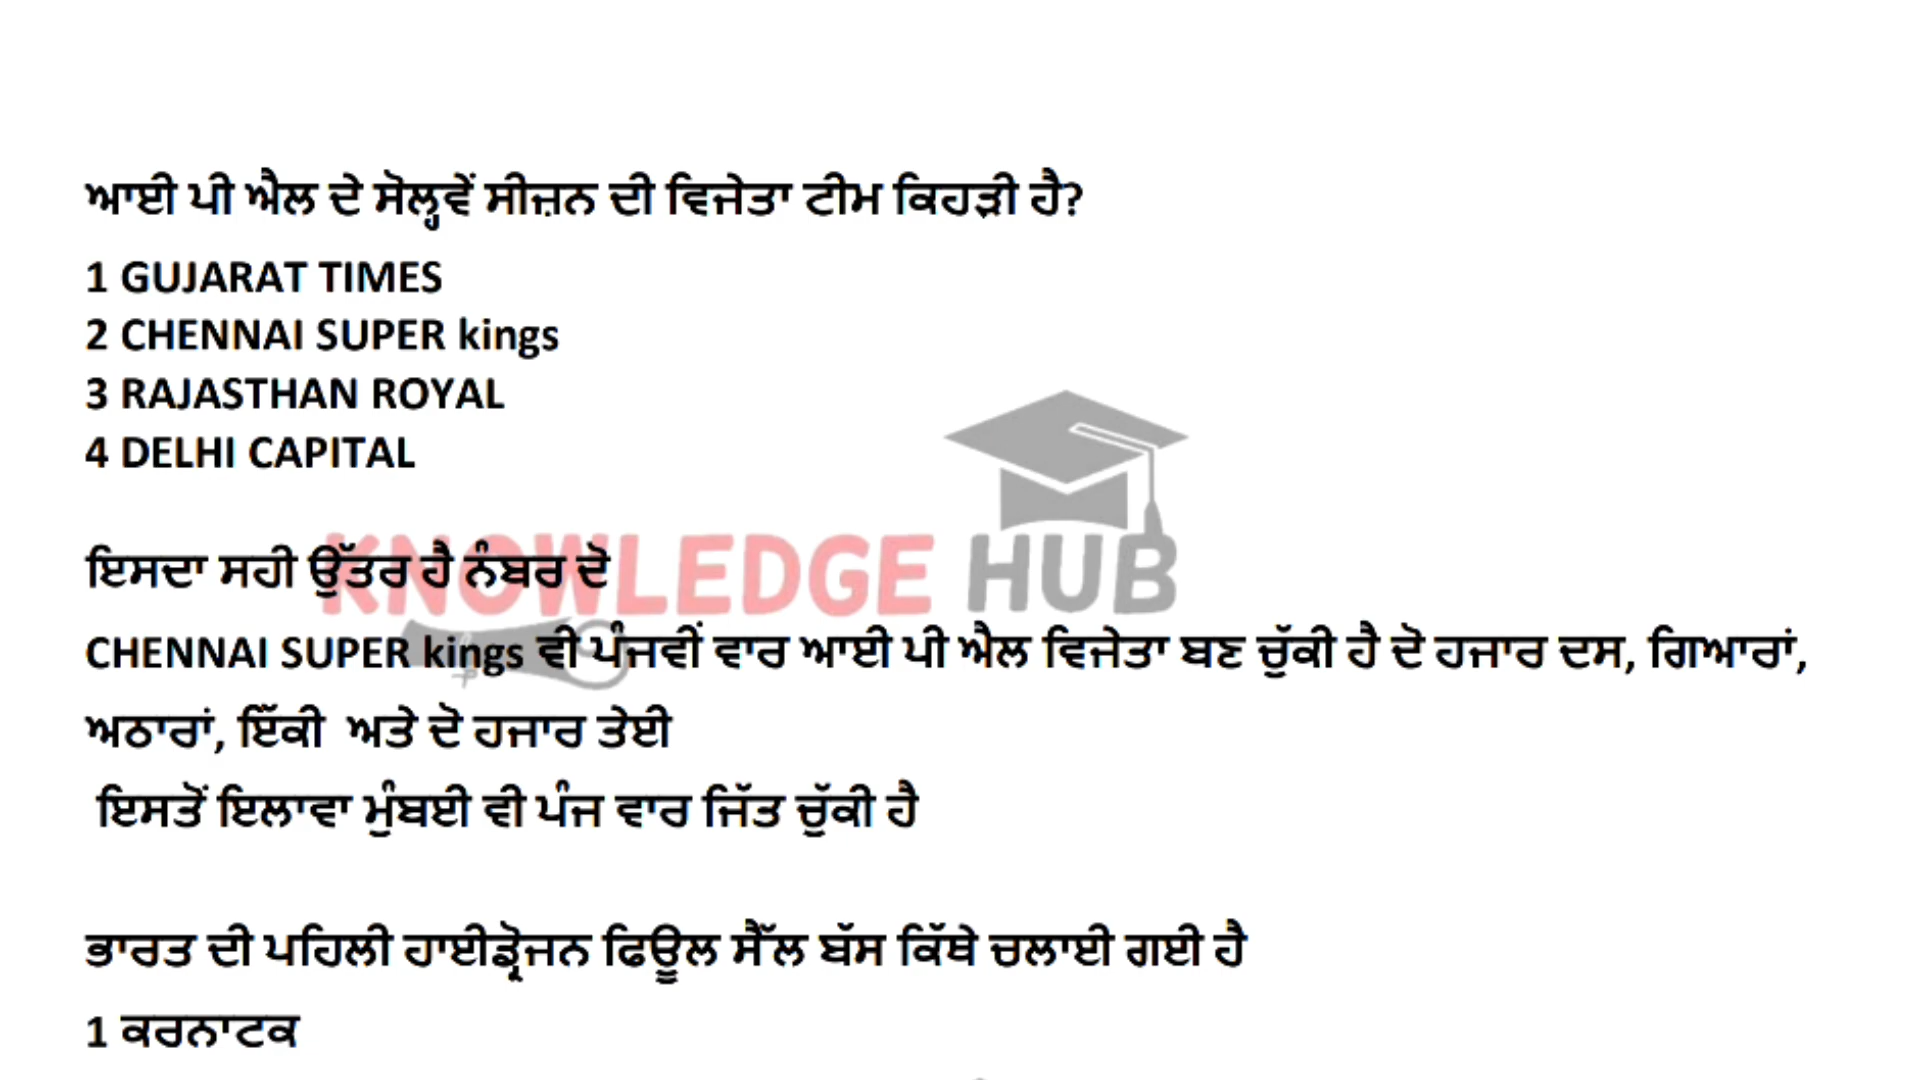 ਆਈ ਪੀ ਐਲ ਦੇ ਸੋਲ੍ਹਵੇਂ ਸੀਜ਼ਨ ਦੀ ਵਿਜੇਤਾ ਟੀਮ ਕਿਹੜੀ ਹੈ?
1 GUJARAT TIMES
2 CHENNAI SUPER kings
3 RAJASTHAN ROYAL
4 DELHI CAPITAL
ਇਸਦਾ ਸਹੀ ਉੱਤਰ ਹੈ ਨੰਬਰ ਦੋ
KNOWLEDGE HUB
CHENNAI SUPER kings ਵੀ ਪੰਜਵੀਂ ਵਾਰ ਆਈ ਪੀ ਐਲ ਵਿਜੇਤਾ ਬਣ ਚੁੱਕੀ ਹੈ ਦੋ ਹਜਾਰ ਦਸ, ਗਿਆਰਾਂ,
ਅਠਾਰਾਂ, ਇੱਕੀ ਅਤੇ ਦੋ ਹਜਾਰ ਤੇਈ
ਇਸਤੋਂ ਇਲਾਵਾ ਮੁੰਬਈ ਵੀ ਪੰਜ ਵਾਰ ਜਿੱਤ ਚੁੱਕੀ ਹੈ
ਭਾਰਤ ਦੀ ਪਹਿਲੀ ਹਾਈਡ੍ਰੋਜਨ ਫਿਊਲ ਸੈੱਲ ਬੱਸ ਕਿੱਥੇ ਚਲਾਈ ਗਈ ਹੈ
1 ਕਰਨਾਟਕ